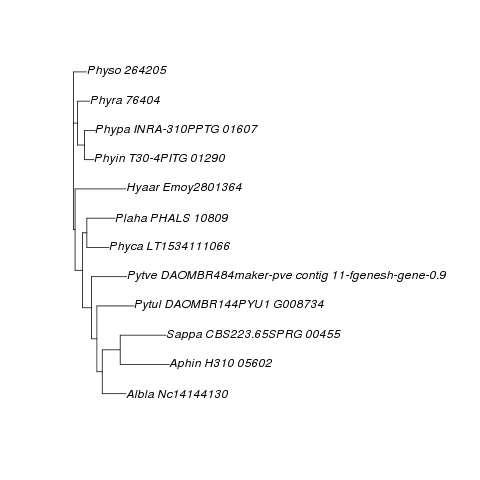 Physo 264205
Phyra 76404
Phypa INRA-310PPTG 01607
Phyin T30-4PITG 01290
Hyaar Emoy2801364
Plaha PHALS 10809
Phyca LT1534111066
Pytve DAOMBR484maker-pve contig 11-fgenesh-gene-0.9
Pytul DAOMBR144PYU1 G008734
Sappa CBS223.65SPRG 00455
Aphin H310 05602
Albla Nc14144130